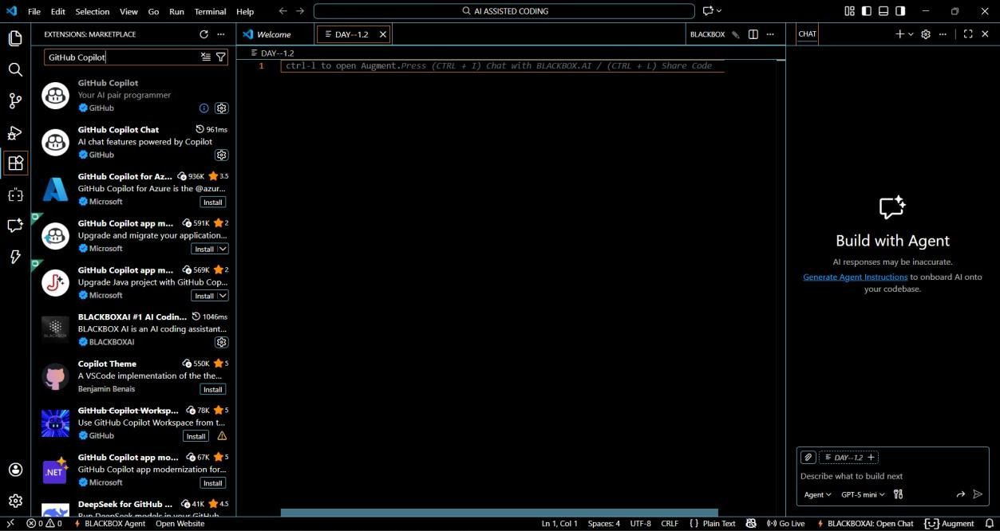 File Edit Selection View Go Run Terminal Help
AI ASSISTED CODING
EXTENSIONS: MARKETPLACE
GitHub Copilot
GitHub Copilot
Your AI pair programmer
GitHub
GitHub Copilot Chat 961ms
AI chat features powered by Copilot
GitHub
GitHub Copilot for Az... 936K 3.5
GitHub Copilot for Azure is the @azur...
Microsoft Install
GitHub Copilot app m... 591K 2
Upgrade and migrate your application...
Microsoft Install
GitHub Copilot app m... 569K 2
Upgrade Java project with GitHub Cop...
Microsoft Install
BLACKBOXAI #1 AI Codin... 1046ms
BLACKBOX AI is an AI coding assistant...
BLACKBOX
BLACKBOXAI
Copilot Theme 550K 5
A VSCode implementation of the the...
Benjamin Benais Install
GitHub Copilot Worksp... 78K 5
Use GitHub Copilot Workspace from t...
GitHub Install
GitHub Copilot app mo... 67K 5
GitHub Copilot app modernization for...
.NET
Microsoft Install
DeepSeek for GitHub ... 41K 4.5
Run DeepSeek models in your GitHub
Welcome DAY--1.2 BLACKBOX
DAY--1.2
1 ctrl-l to open Augment.Press (CTRL + I) Chat with BLACKBOX.AI / (CTRL + L) Share Code
CHAT
Build with Agent
AI responses may be inaccurate.
Generate Agent Instructions to onboard AI onto
your codebase.
DAY--1.2
Describe what to build next
Agent GPT-5 mini
0 0 BLACKBOX Agent Open Website Ln 1, Col 1 Spaces: 4 UTF-8 CRLF {} Plain Text Go Live BLACKBOXAI: Open Chat Augment